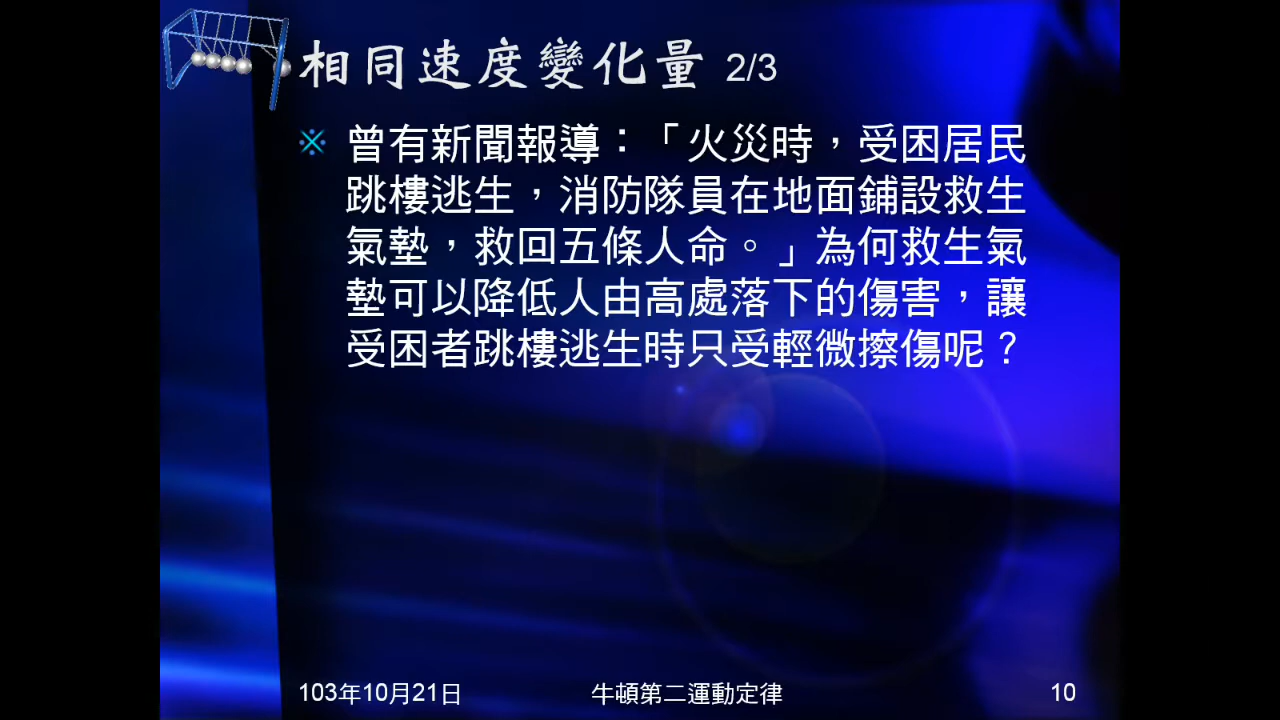 相同速度變化量 2/3
※ 曾有新聞報導：「火災時，受困居民
跳樓逃生，消防隊員在地面鋪設救生
氣墊，救回五條人命。」為何救生氣
墊可以降低人由高處落下的傷害，讓
受困者跳樓逃生時只受輕微擦傷呢？
103年10月21日
牛頓第二運動定律
10